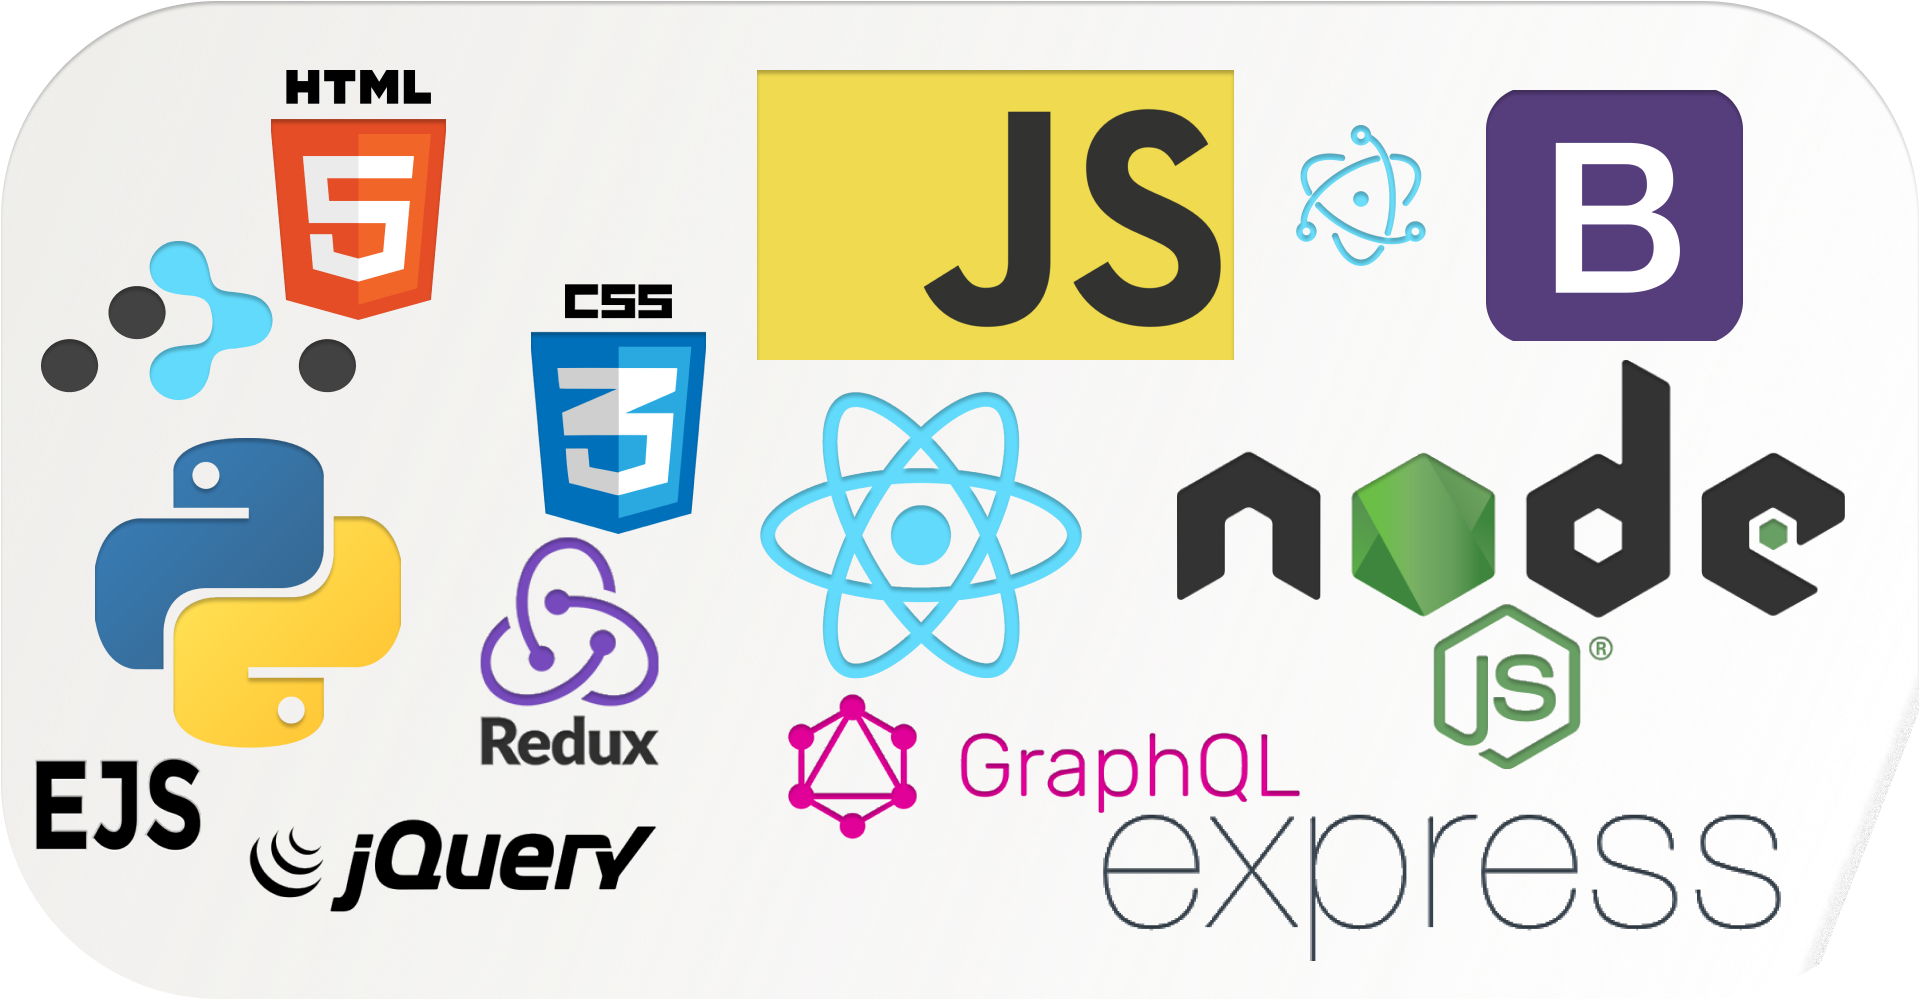 HTML
5
JS
B
CSS
3
node
JS ®
Redux
GraphQL
EJS
jQuery
express